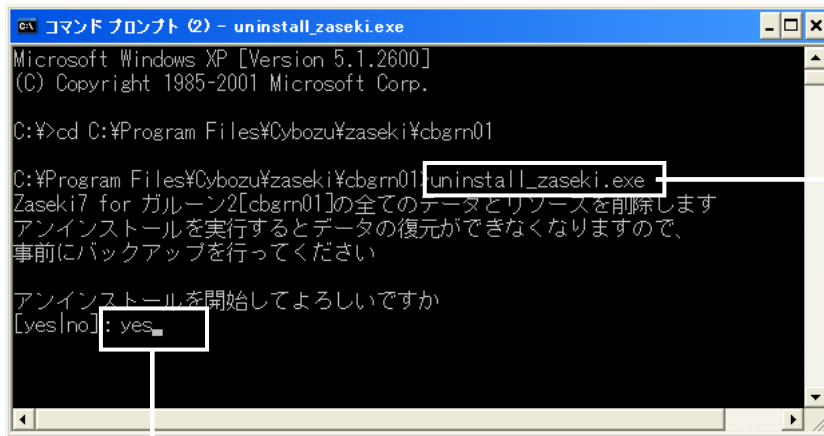 コマンド プロンプト (2) - uninstall_zaseki.exe
Microsoft Windows XP [Version 5.1.2600]
(C) Copyright 1985-2001 Microsoft Corp.
C:¥>cd C:¥Program Files¥Cybozu¥zaseki¥cbgrn01
C:¥Program Files¥Cybozu¥zaseki¥cbgrn01>uninstall_zaseki.exe
Zaseki7 for ガルーン2[cbgrn01]の全てのデータとリソースを削除します
アンインストールを実行するとデータの復元ができなくなりますので、
事前にバックアップを行ってください
アンインストールを開始してよろしいですか
[yes|no]: yes_